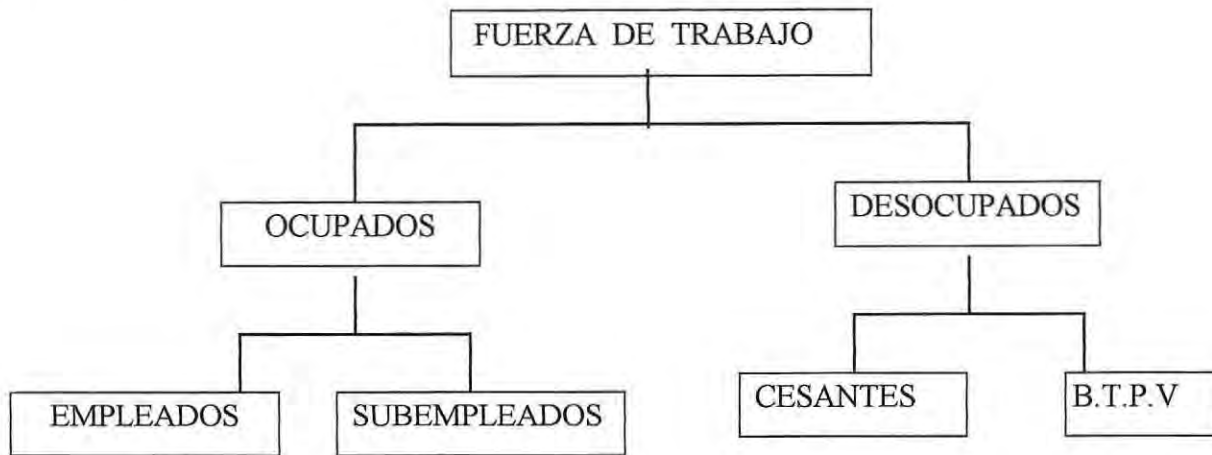 FUERZA DE TRABAJO
OCUPADOS
DESOCUPADOS
EMPLEADOS
SUBEMPLEADOS
CESANTES
B.T.P.V